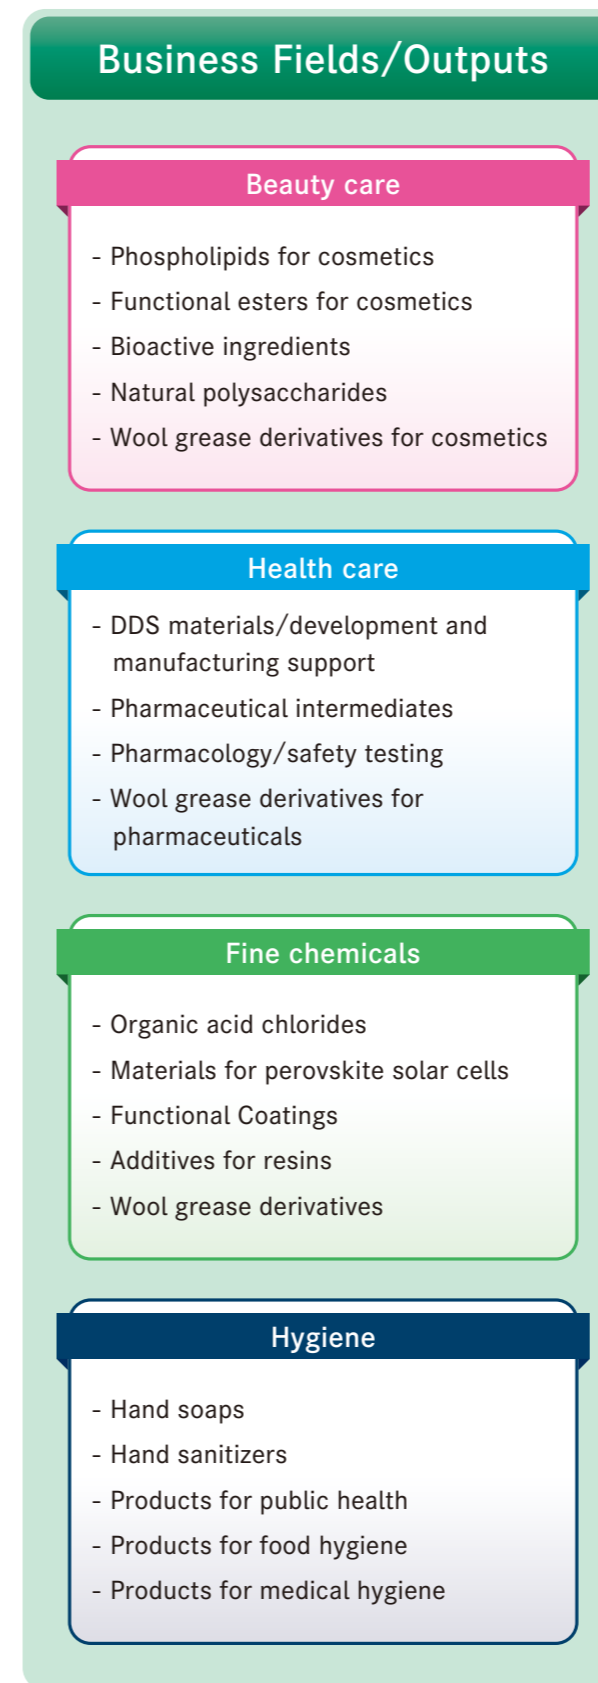 Business Fields/Outputs
Beauty care
- Phospholipids for cosmetics
- Functional esters for cosmetics
- Bioactive ingredients
- Natural polysaccharides
- Wool grease derivatives for cosmetics
Health care
- DDS materials/development and
manufacturing support
- Pharmaceutical intermediates
- Pharmacology/safety testing
- Wool grease derivatives for
pharmaceuticals
Fine chemicals
- Organic acid chlorides
- Materials for perovskite solar cells
- Functional Coatings
- Additives for resins
- Wool grease derivatives
Hygiene
- Hand soaps
- Hand sanitizers
- Products for public health
- Products for food hygiene
- Products for medical hygiene